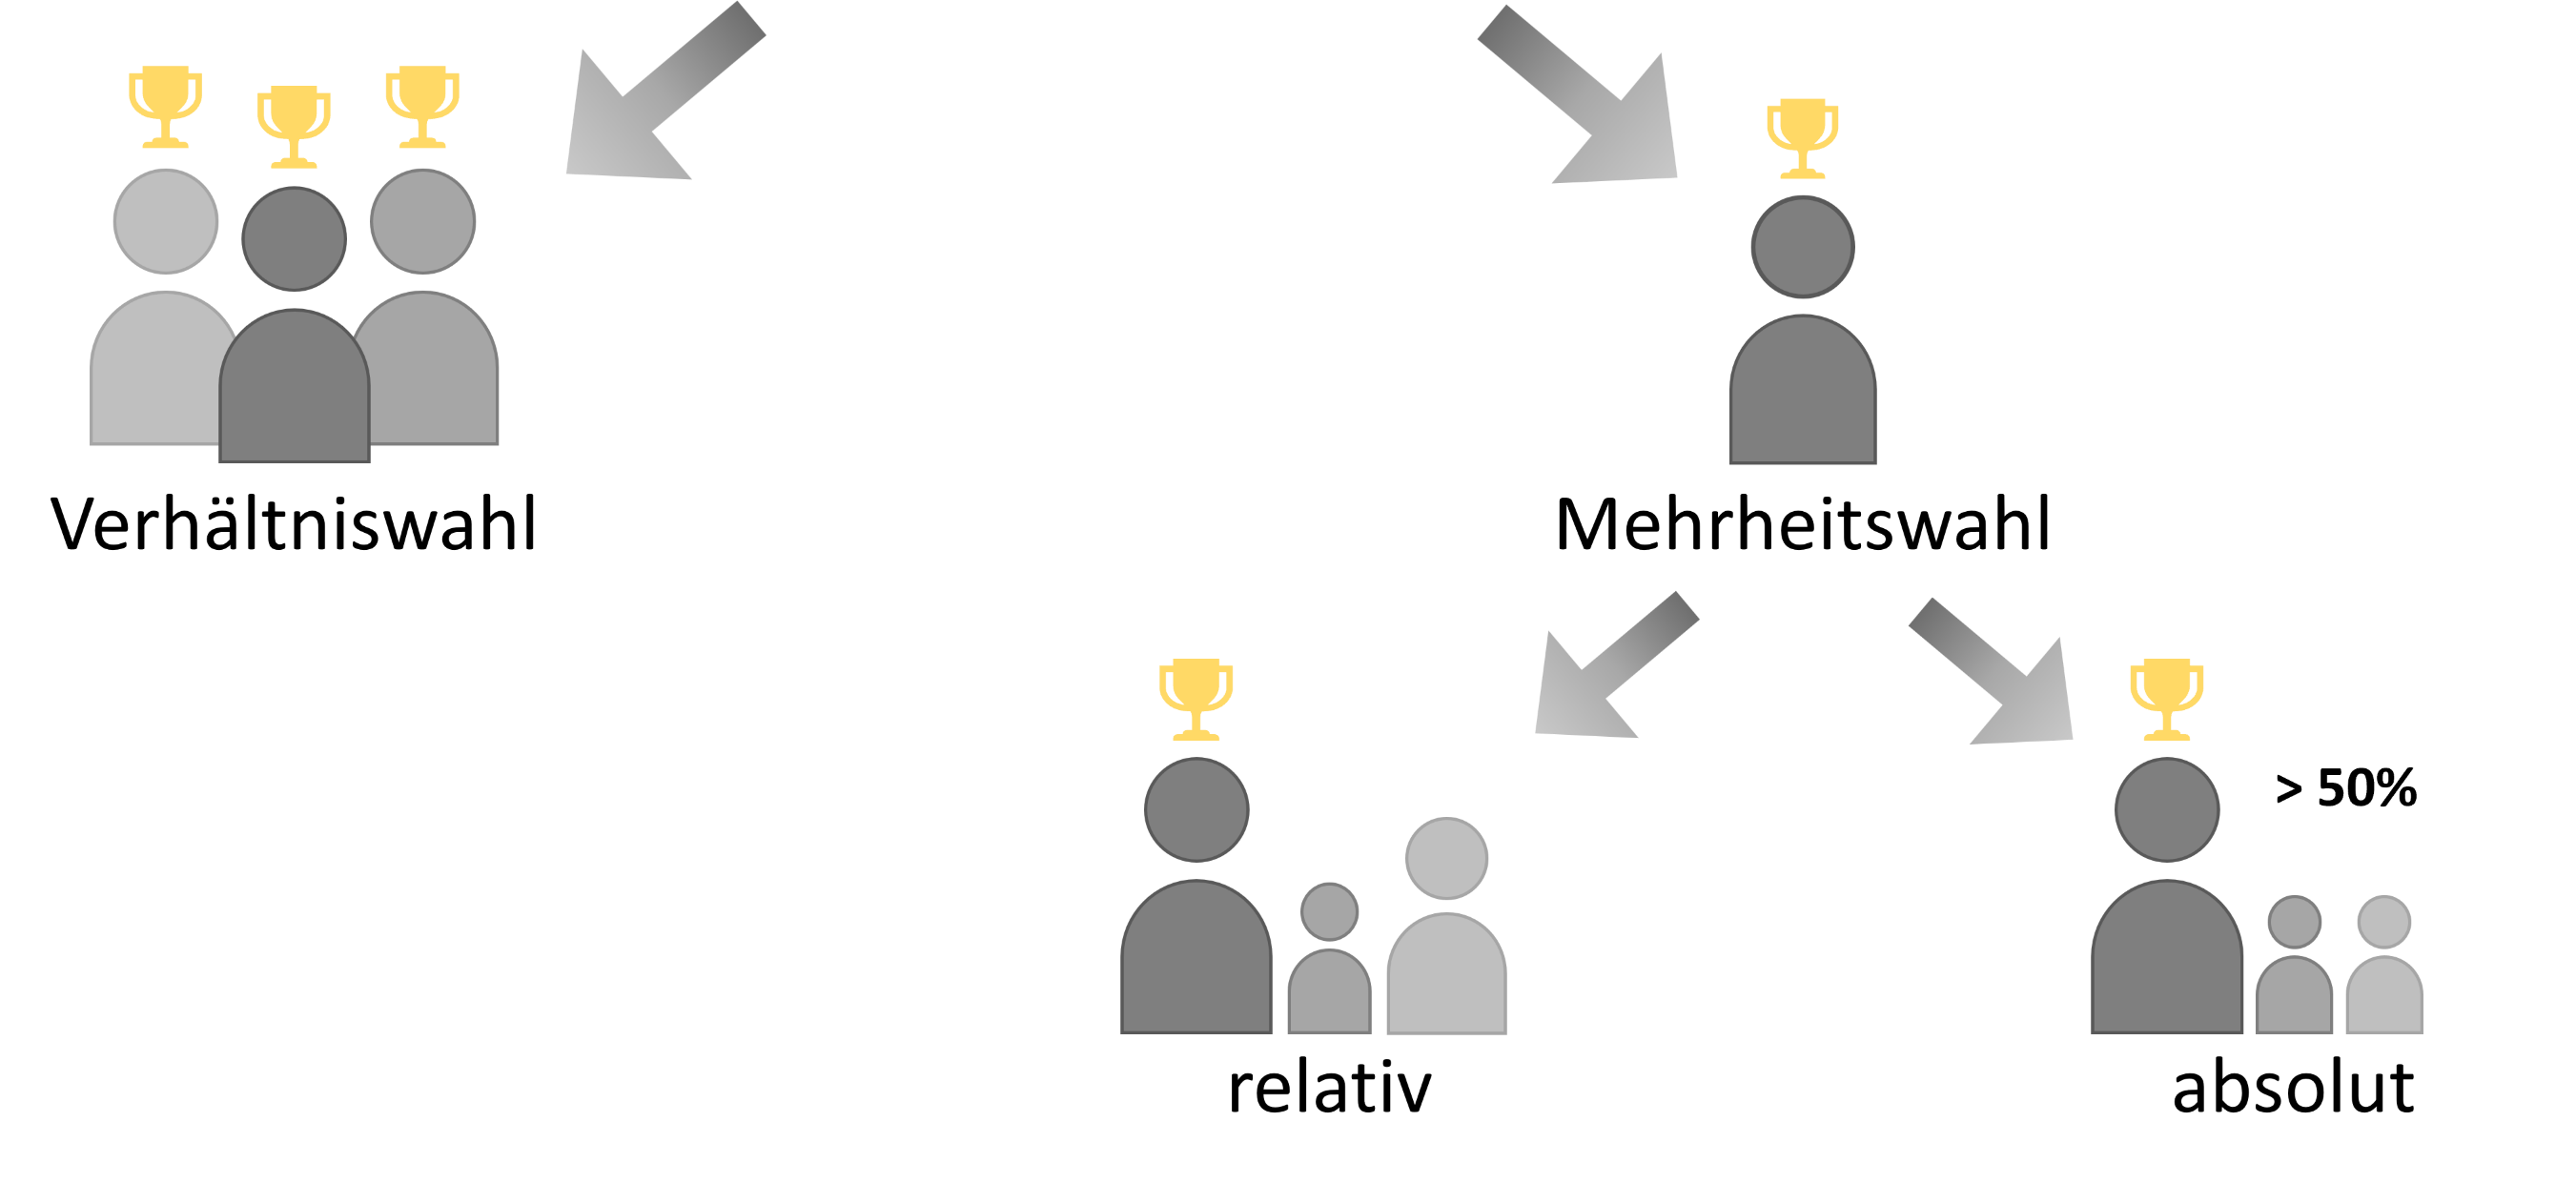 Verhältniswahl
Mehrheitswahl
> 50%
relativ
absolut